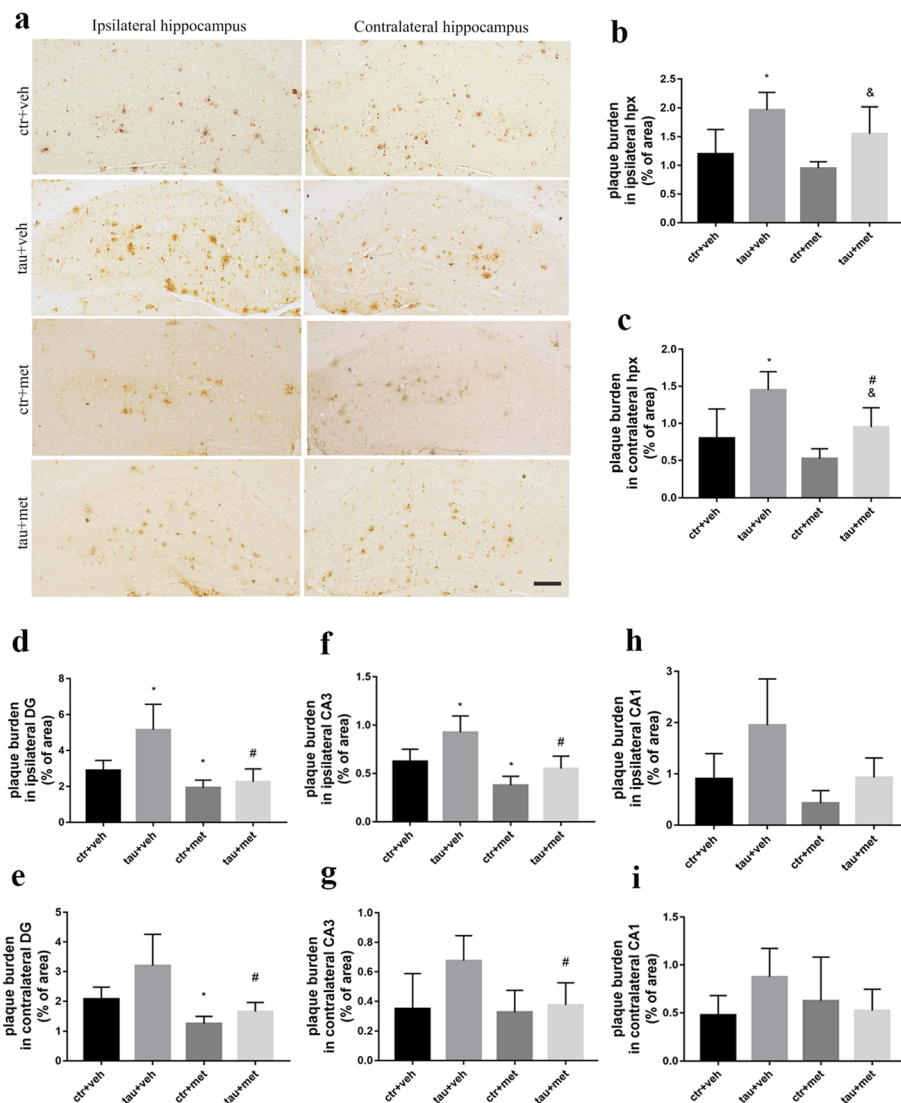 a
Ipsilateral hippocampus
Contralateral hippocampus
ctr+veh
tau+veh
ctr+met
tau+met
b
plaque burden
in ipsilateral hpx
(% of area)
2.5
2.0
1.5
1.0
0.5
0.0
*
&
ctr+veh
tau+veh
ctr+met
tau+met
c
plaque burden
in contralateral hpx
(% of area)
2.0
1.5
1.0
0.5
0.0
*
#
&
ctr+veh
tau+veh
ctr+met
tau+met
d
plaque burden
in ipsilateral DG
(% of area)
8
6
4
2
0
*
*
#
ctr+veh
tau+veh
ctr+met
tau+met
f
plaque burden
in ipsilateral CA3
(% of area)
1.5
1.0
0.5
0.0
*
*
#
ctr+veh
tau+veh
ctr+met
tau+met
h
plaque burden
in ipsilateral CA1
(% of area)
3
2
1
0
ctr+veh
tau+veh
ctr+met
tau+met
e
plaque burden
in contralateral DG
(% of area)
5
4
3
2
1
0
*
#
ctr+veh
tau+veh
ctr+met
tau+met
g
plaque burden
in contralateral CA3
(% of area)
1.0
0.8
0.6
0.4
0.2
0.0
#
ctr+veh
tau+veh
ctr+met
tau+met
i
plaque burden
in contralateral CA1
(% of area)
1.5
1.0
0.5
0.0
ctr+veh
tau+veh
ctr+met
tau+met